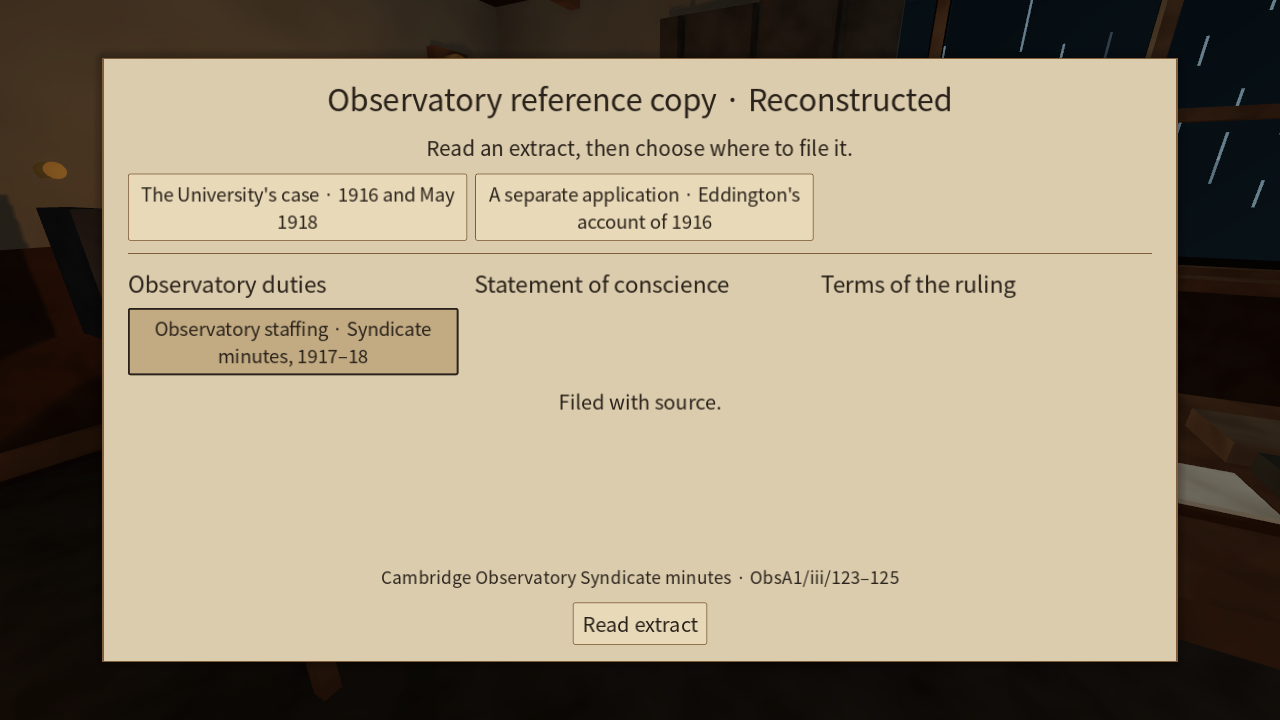 Observatory reference copy · Reconstructed
Read an extract, then choose where to file it.
The University's case · 1916 and May
1918
A separate application · Eddington's
account of 1916
Observatory duties
Statement of conscience
Terms of the ruling
Observatory staffing · Syndicate
minutes, 1917–18
Filed with source.
Cambridge Observatory Syndicate minutes · ObsA1/iii/123–125
Read extract